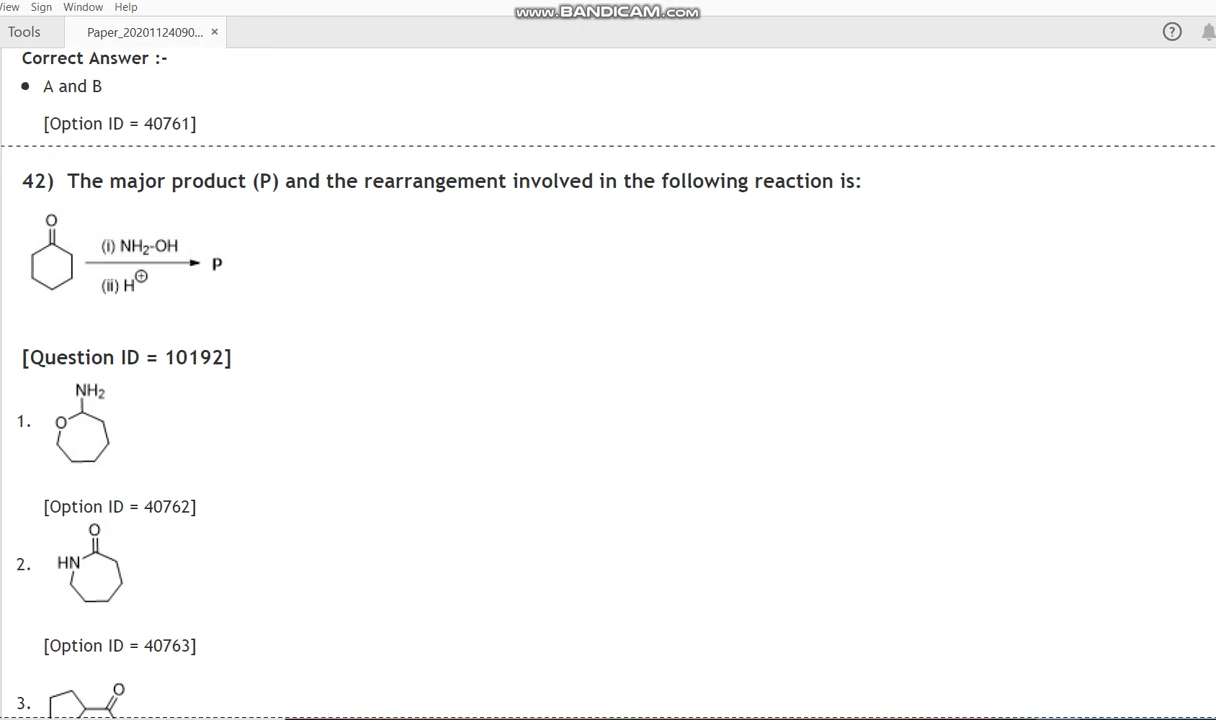 View Sign Window Help
www.BANDICAM.COM
Tools Paper_20201124090... ×
?
Correct Answer :-
• A and B
[Option ID = 40761]
42) The major product (P) and the rearrangement involved in the following reaction is:
O
(i) NH2-OH
P
(ii) H⊕
[Question ID = 10192]
NH2
1. O
[Option ID = 40762]
O
2. HN
[Option ID = 40763]
O
3.